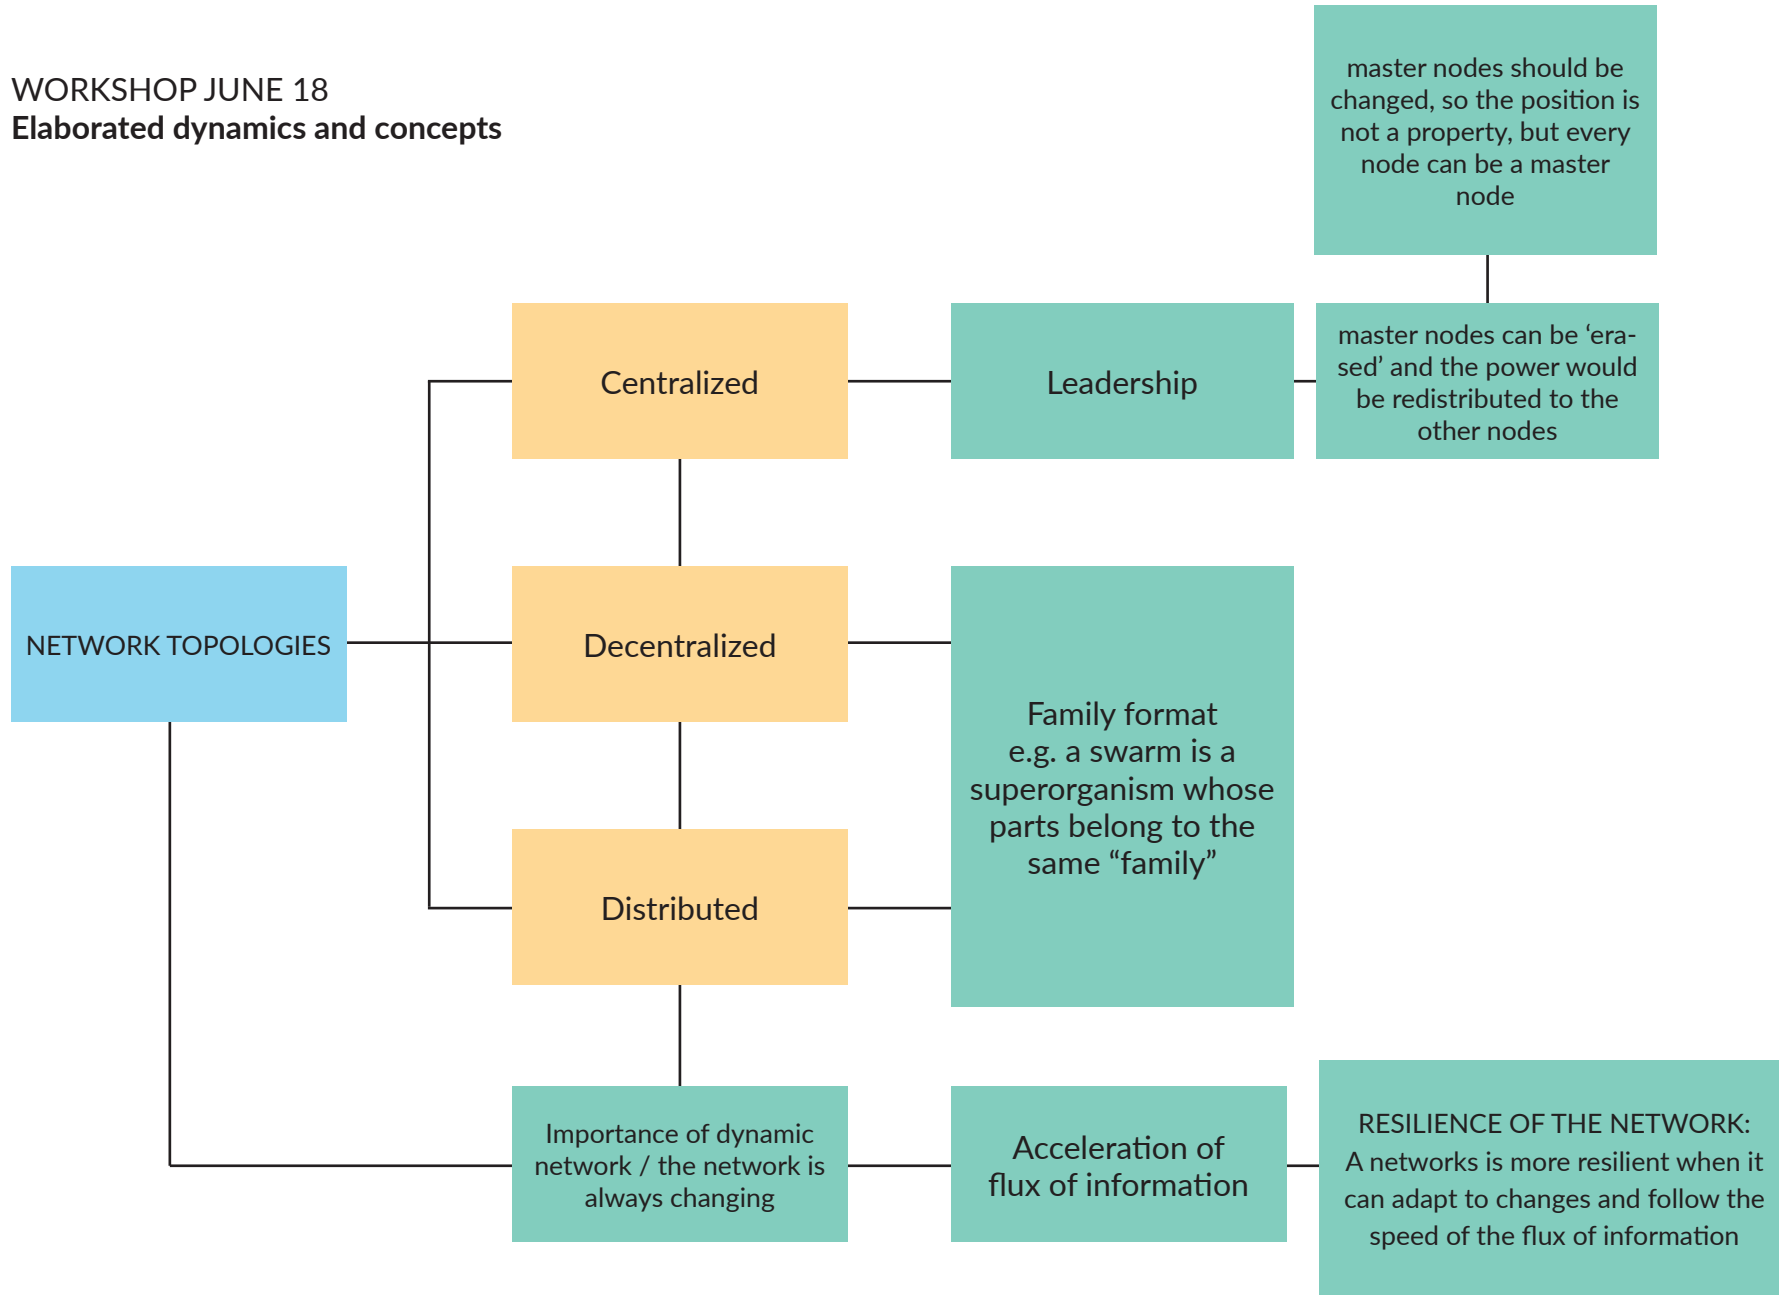 WORKSHOP JUNE 18
Elaborated dynamics and concepts
master nodes should be
changed, so the position is
not a property, but every
node can be a master
node
Centralized
Leadership
master nodes can be ‘era-
sed’ and the power would
be redistributed to the
other nodes
NETWORK TOPOLOGIES
Decentralized
Family format
e.g. a swarm is a
superorganism whose
parts belong to the
same “family”
Distributed
Importance of dynamic
network / the network is
always changing
Acceleration of
flux of information
RESILIENCE OF THE NETWORK:
A networks is more resilient when it
can adapt to changes and follow the
speed of the flux of information